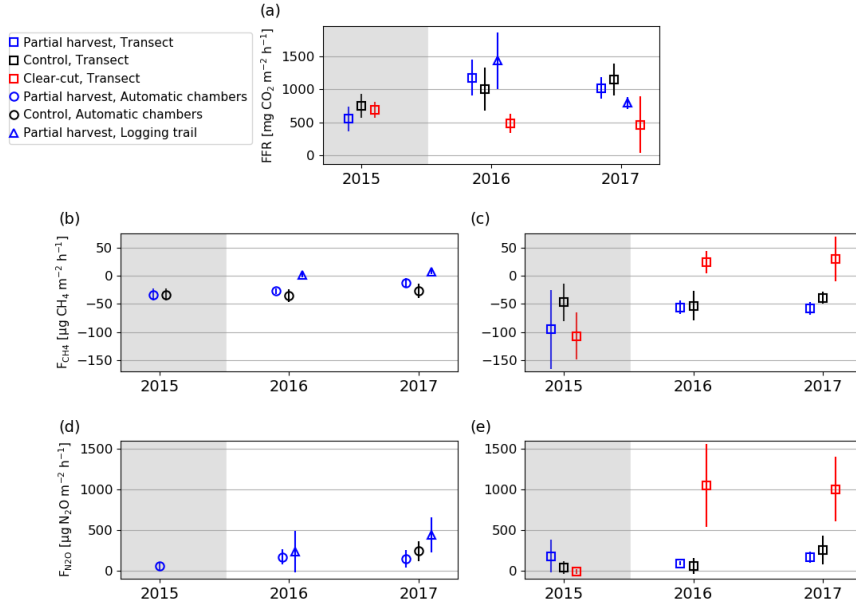 (a)
Partial harvest, Transect
Control, Transect
Clear-cut, Transect
Partial harvest, Automatic chambers
Control, Automatic chambers
Partial harvest, Logging trail
FFR [mg CO₂ m⁻² h⁻¹]
1500
1000
500
0
2015 2016 2017
(b)
F_CH4 [µg CH₄ m⁻² h⁻¹]
50
0
−50
−100
−150
2015 2016 2017
(c)
50
0
−50
−100
−150
2015 2016 2017
(d)
F_N2O [µg N₂O m⁻² h⁻¹]
1500
1000
500
0
2015 2016 2017
(e)
1500
1000
500
0
2015 2016 2017